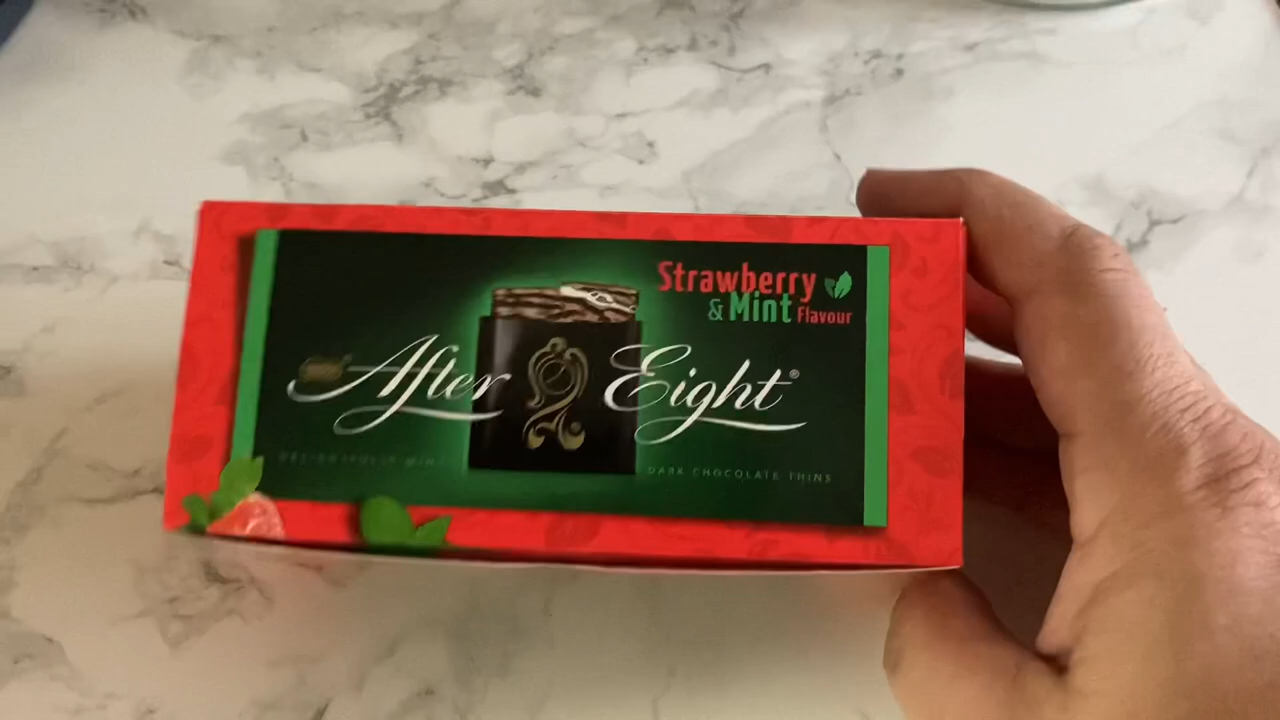 Strawberry
& Mint Flavour
After Eight®
DARK CHOCOLATE THINS